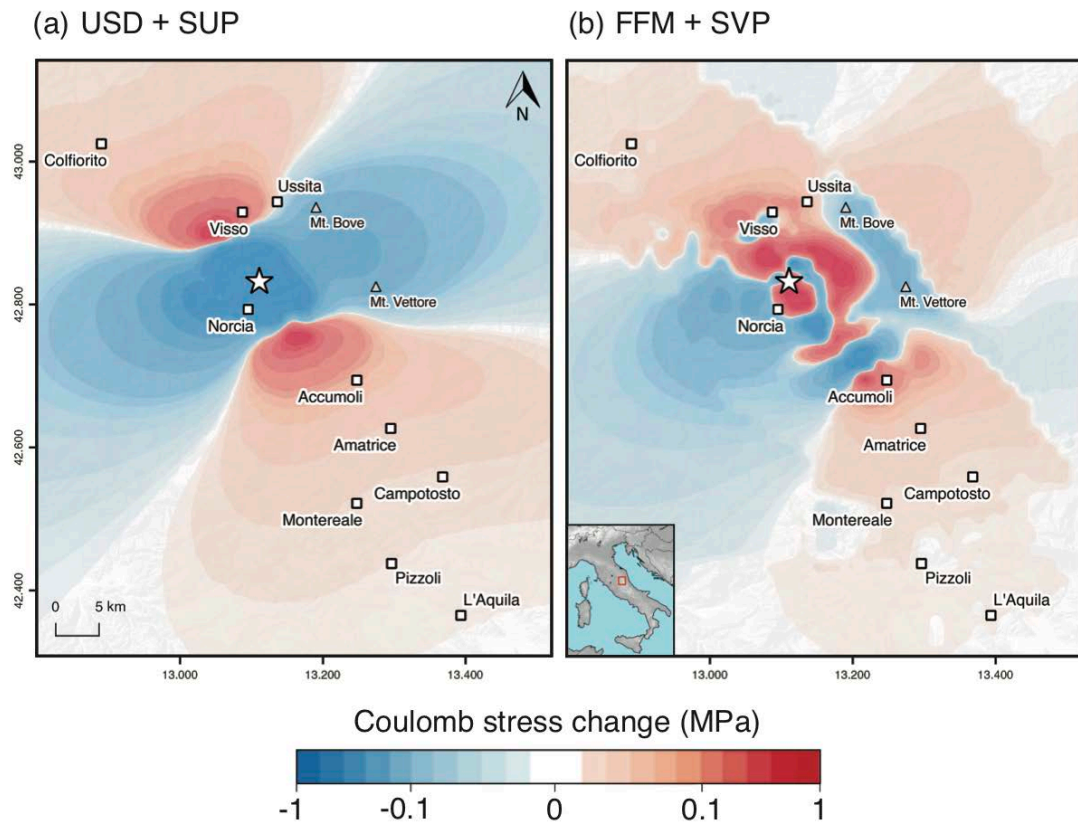 (a) USD + SUP
(b) FFM + SVP
N
43.000
42.800
42.600
42.400
Colfiorito
Ussita
Visso
Mt. Bove
Mt. Vettore
Norcia
Accumoli
Amatrice
Campotosto
Montereale
Pizzoli
L'Aquila
0 5 km
13.000 13.200 13.400
Colfiorito
Ussita
Visso
Mt. Bove
Mt. Vettore
Norcia
Accumoli
Amatrice
Campotosto
Montereale
Pizzoli
L'Aquila
13.000 13.200 13.400
Coulomb stress change (MPa)
-1 -0.1 0 0.1 1